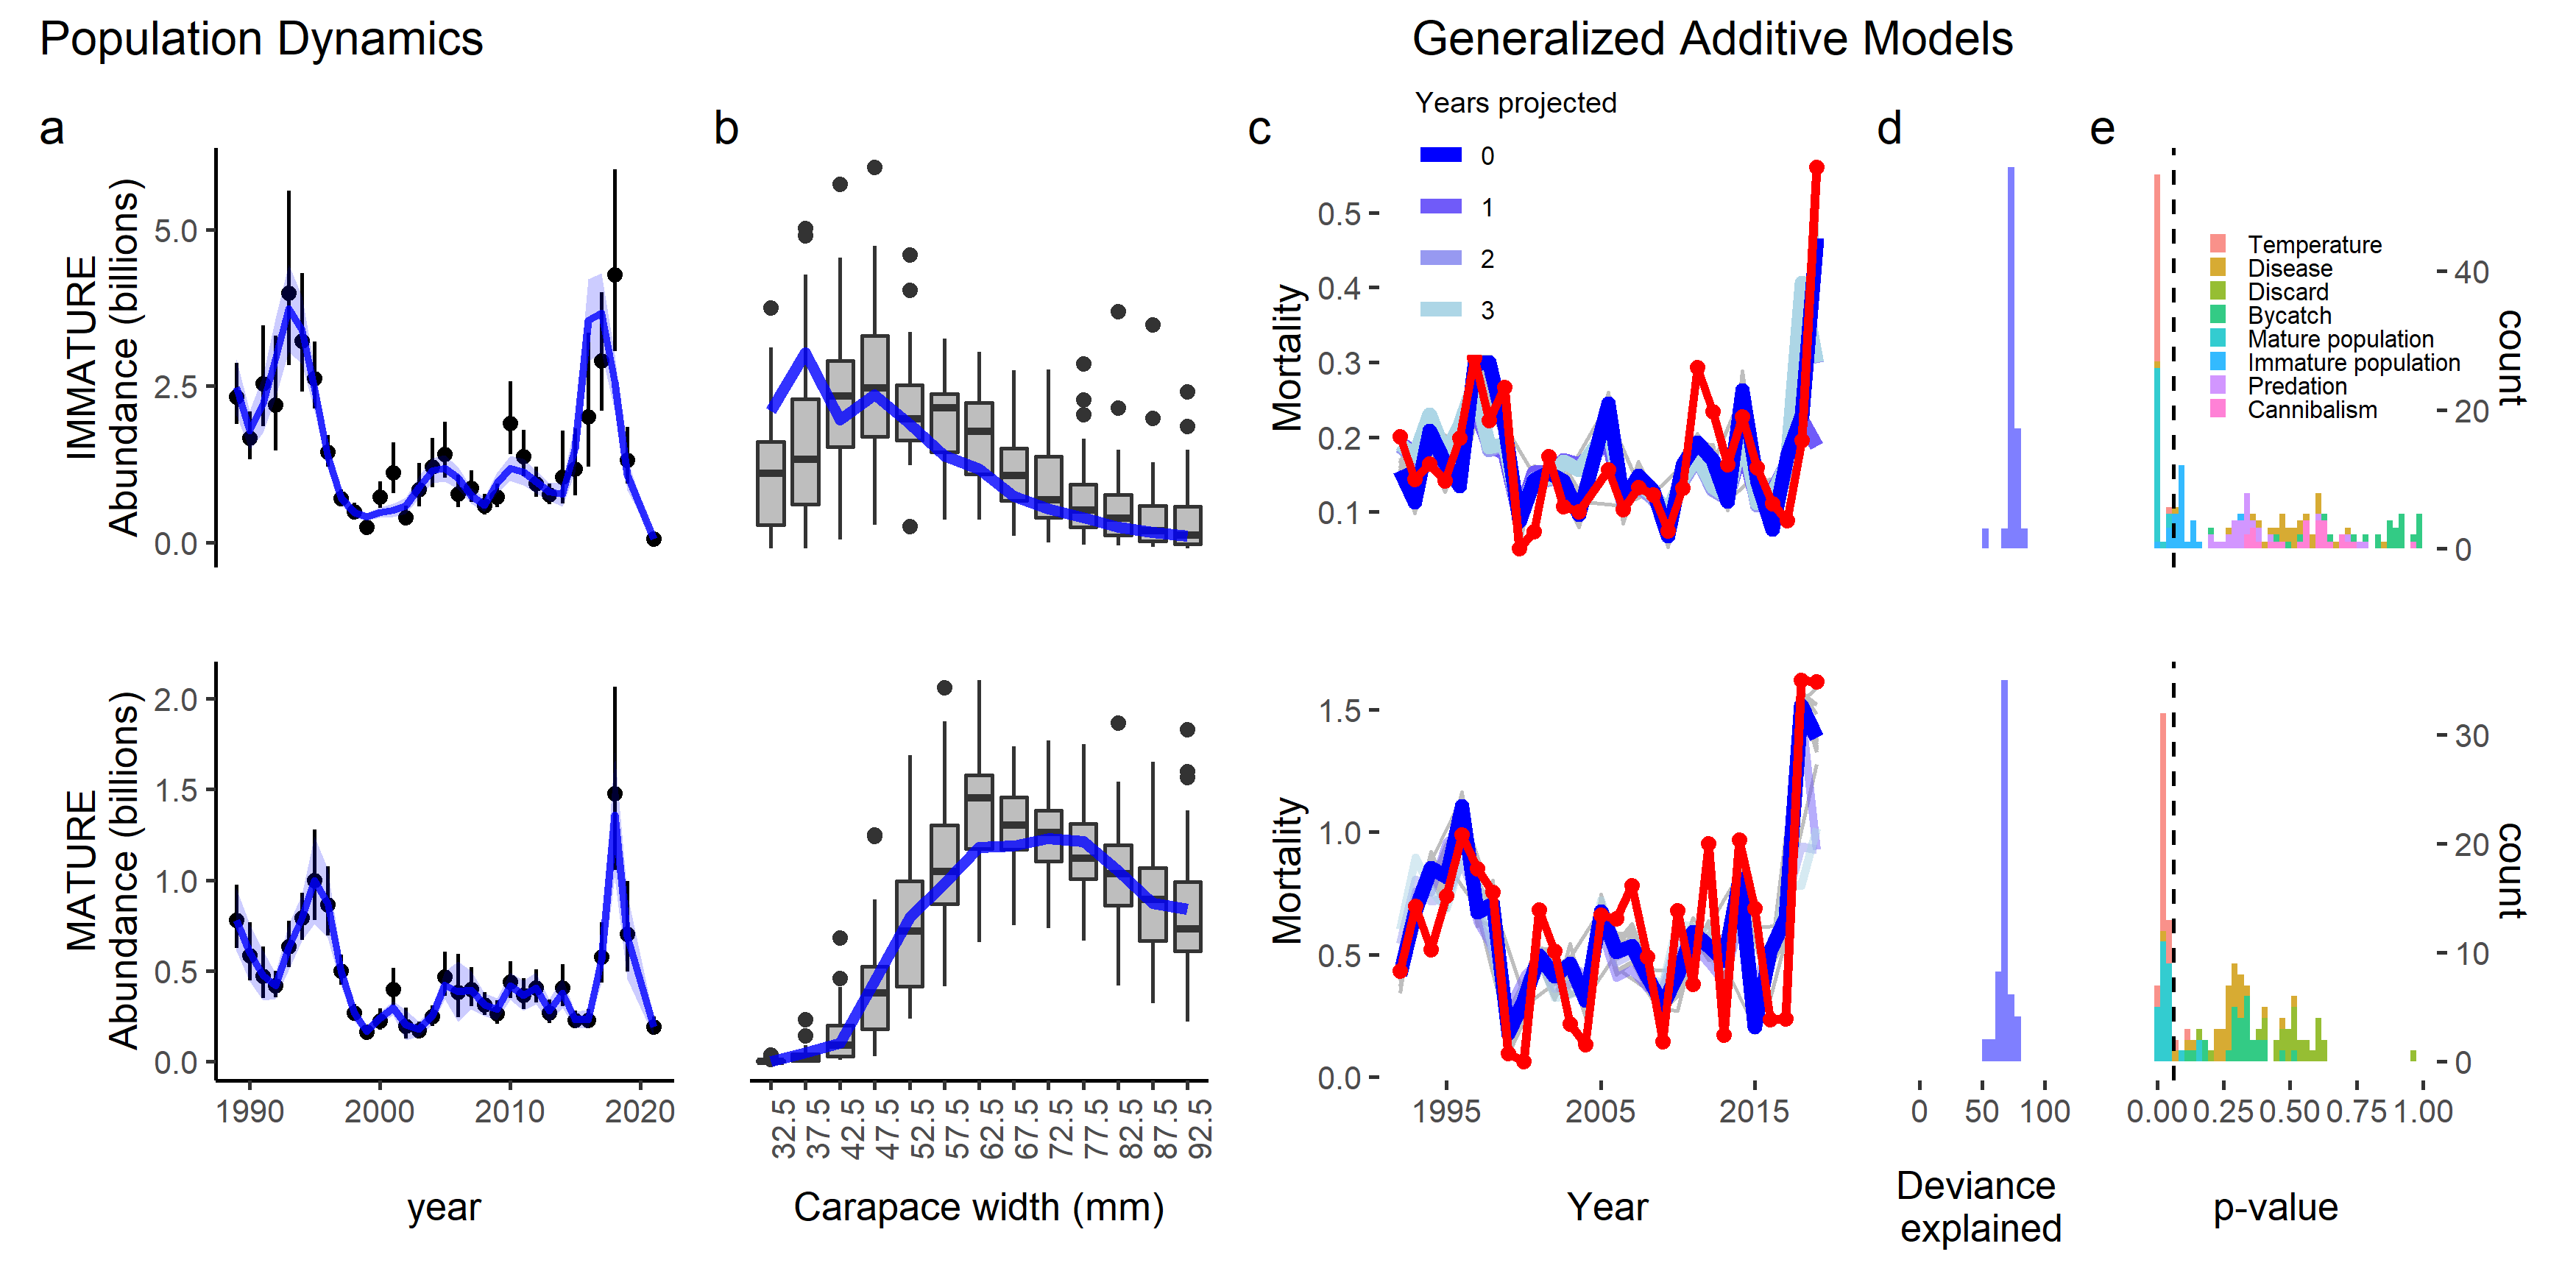 Population Dynamics
Generalized Additive Models
a
b
c
d
e
Years projected
0
1
2
3
IMMATURE
Abundance (billions)
5.0
2.5
0.0
Mortality
0.5
0.4
0.3
0.2
0.1
Temperature
Disease
Discard
Bycatch
Mature population
Immature population
Predation
Cannibalism
40
20
0
count
MATURE
Abundance (billions)
2.0
1.5
1.0
0.5
0.0
1990
2000
2010
2020
year
32.5
37.5
42.5
47.5
52.5
57.5
62.5
67.5
72.5
77.5
82.5
87.5
92.5
Carapace width (mm)
Mortality
1.5
1.0
0.5
0.0
1995
2005
2015
Year
0
50
100
Deviance
explained
0.00
0.25
0.50
0.75
1.00
p-value
30
20
10
0
count